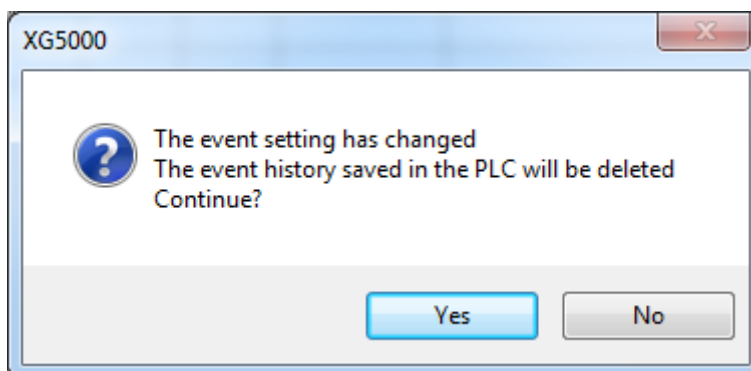 XG5000
The event setting has changed
The event history saved in the PLC will be deleted
Continue?
Yes
No